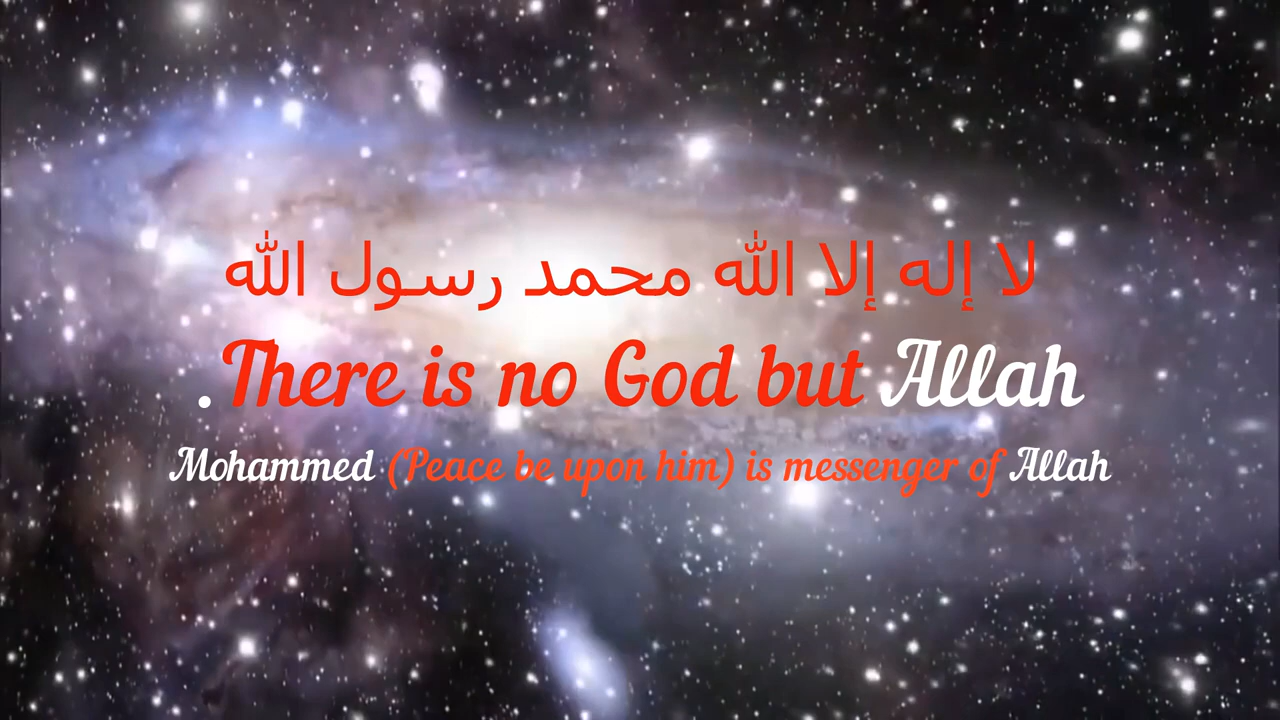 لا إله إلا الله محمد رسول الله
.There is no God but Allah
Mohammed (Peace be upon him) is messenger of Allah